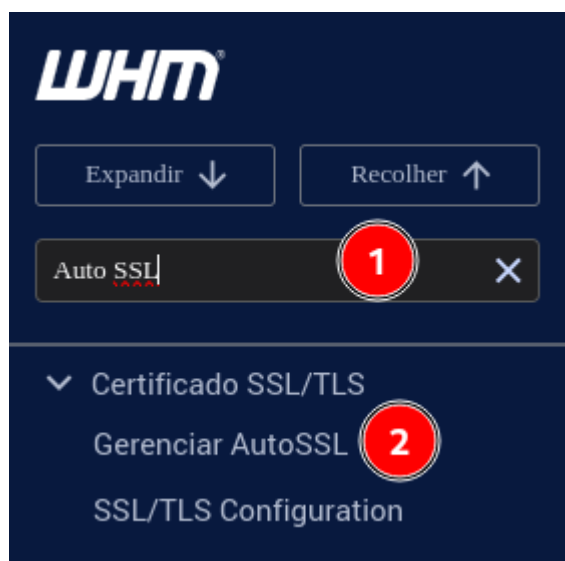 WHM
Expandir Recolher
Auto SSL 1
Certificado SSL/TLS
Gerenciar AutoSSL 2
SSL/TLS Configuration